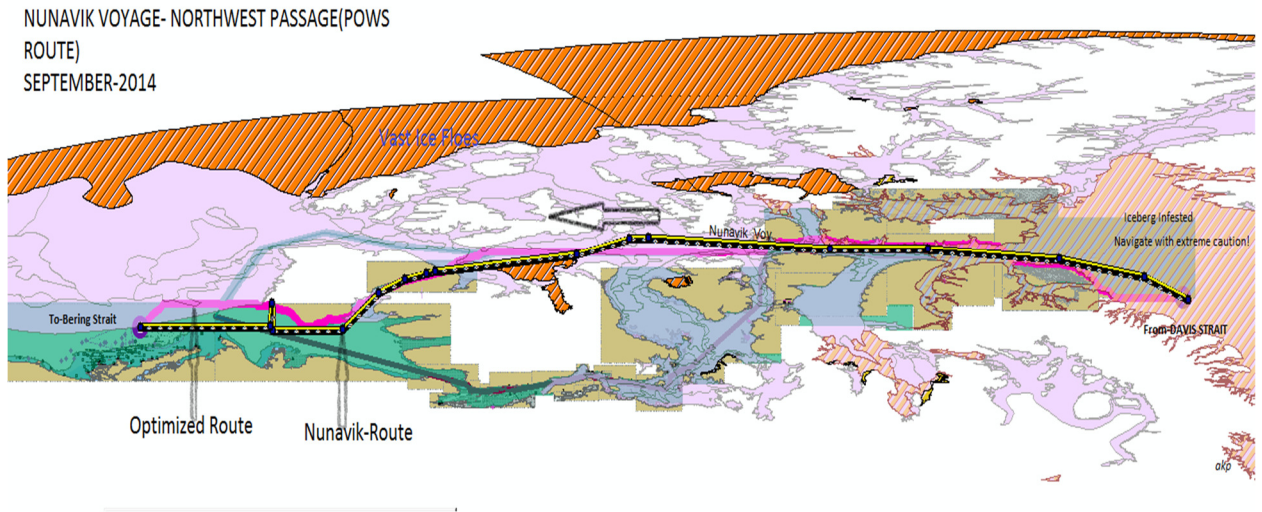 NUNAVIK VOYAGE- NORTHWEST PASSAGE(POWS
ROUTE)
SEPTEMBER-2014
Vast ice Floes
Iceberg Infested
Nunavik Voy
Navigate with extreme caution!
To-Bering Strait
From-DAVIS STRAIT
Optimized Route
Nunavik-Route
akp